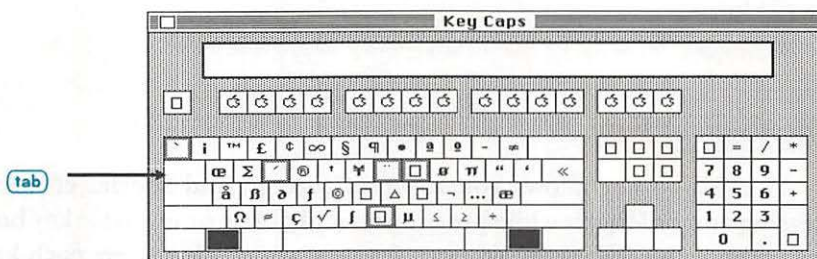 Key Caps
` ¡ ™ £ ¢ ∞ § ¶ • ª º – ≠ = / *
tab œ Σ ´ ® † ¥ ¨ ø π “ ‘ « 7 8 9 -
å ß ∂ ƒ © ∆ ¬ … æ 4 5 6 +
Ω ≈ ç √ ∫ µ ≤ ≥ ÷ 1 2 3
0 .